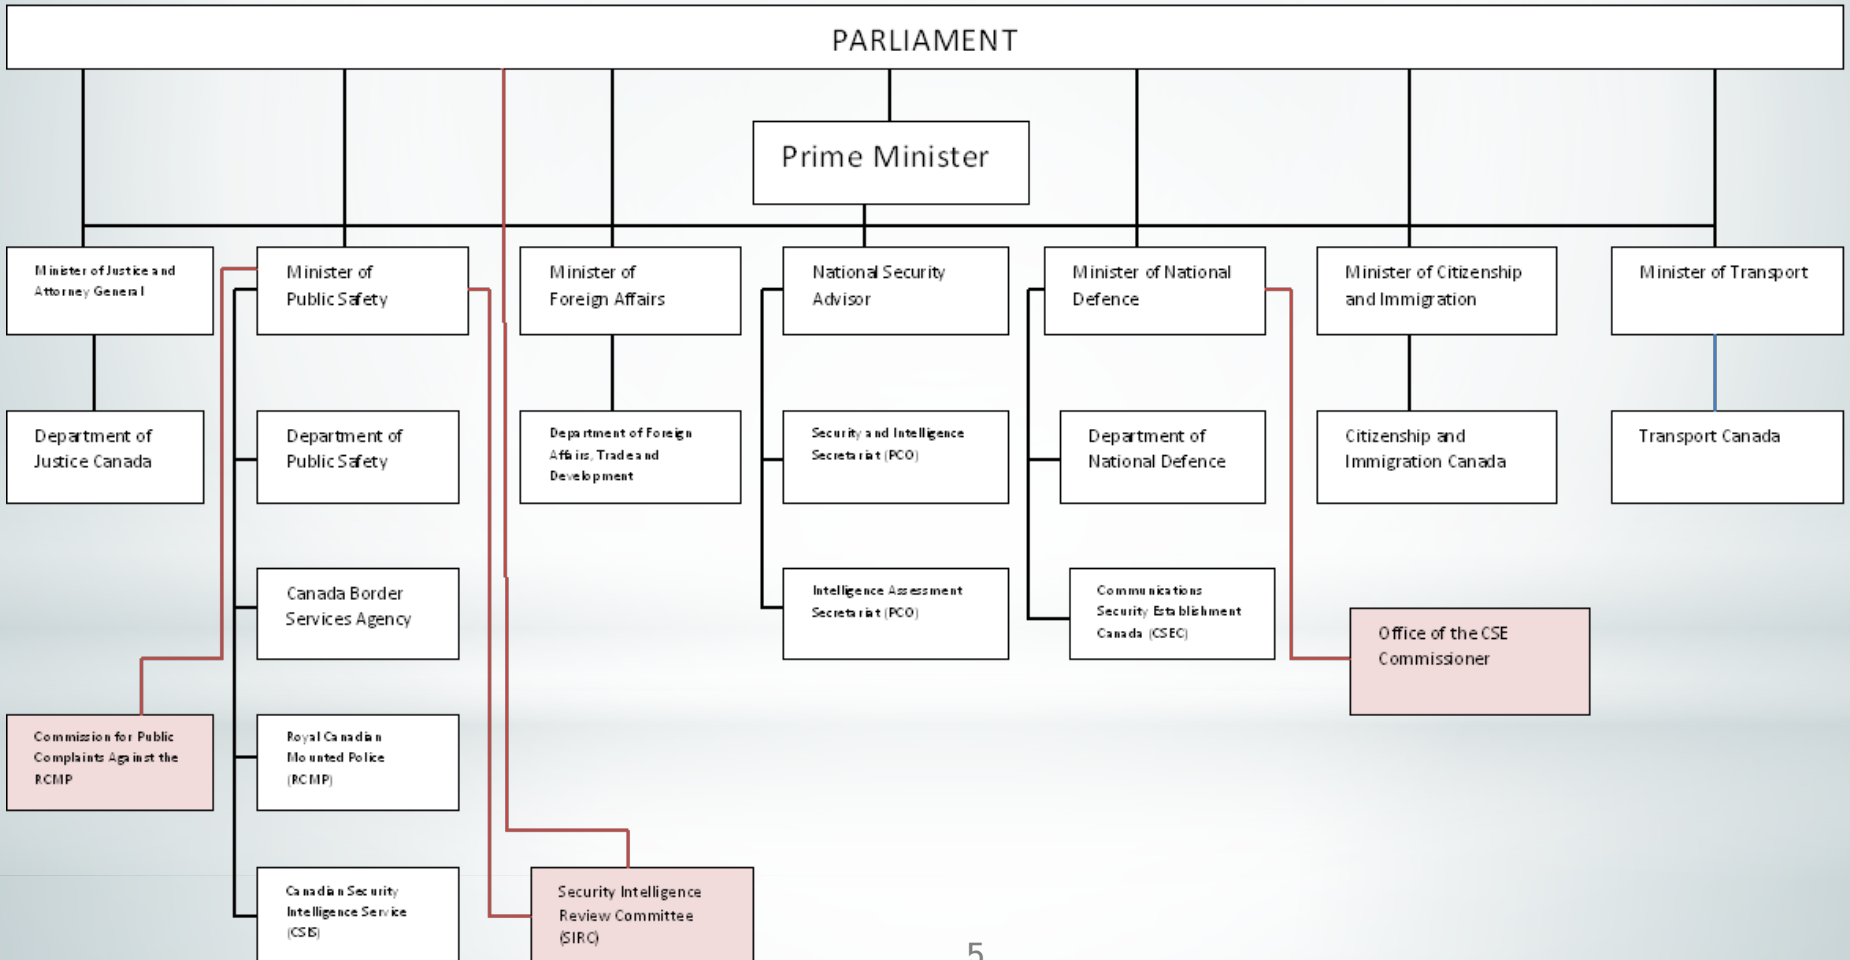 PARLIAMENT
Prime Minister
Minister of Justice and
Attorney General
Minister of
Public Safety
Minister of
Foreign Affairs
National Security
Advisor
Minister of National
Defence
Minister of Citizenship
and Immigration
Minister of Transport
Department of
Justice Canada
Department of
Public Safety
Department of Foreign
Affairs, Trade and
Development
Security and Intelligence
Secretariat (PCO)
Department of
National Defence
Citizenship and
Immigration Canada
Transport Canada
Canada Border
Services Agency
Intelligence Assessment
Secretariat (PCO)
Communications
Security Establishment
Canada (CSEC)
Office of the CSE
Commissioner
Commission for Public
Complaints Against the
RCMP
Royal Canadian
Mounted Police
(RCMP)
Canadian Security
Intelligence Service
(CSIS)
Security Intelligence
Review Committee
(SIRC)
5